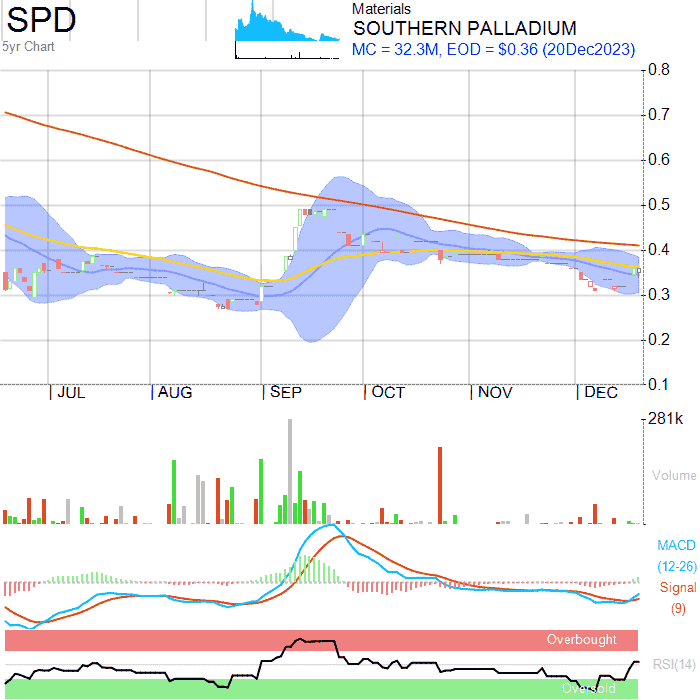 SPD
5yr Chart
Materials
SOUTHERN PALLADIUM
MC = 32.3M, EOD = $0.36 (20Dec2023)
0.8
0.7
0.6
0.5
0.4
0.3
0.2
0.1
JUL AUG SEP OCT NOV DEC
281k
Volume
MACD
(12-26)
Signal
(9)
Overbought
RSI(14)
Oversold